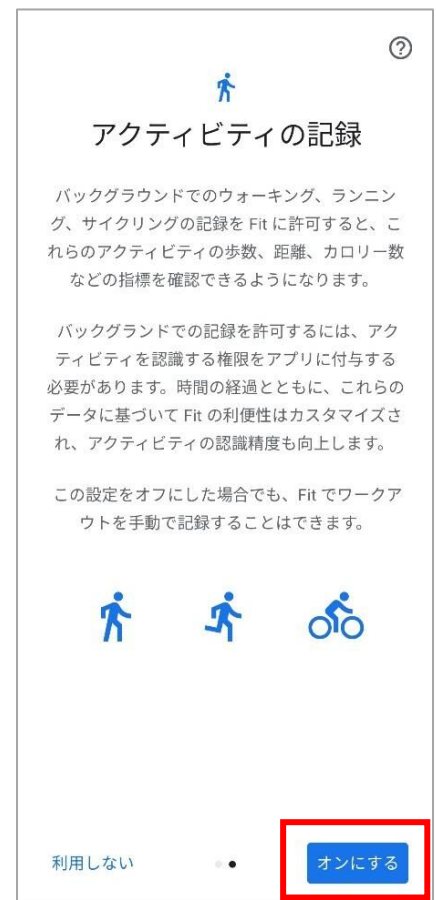 アクティビティの記録
バックグラウンドでのウォーキング、ランニン
グ、サイクリングの記録を Fit に許可すると、こ
れらのアクティビティの歩数、距離、カロリー数
などの指標を確認できるようになります。
バックグランドでの記録を許可するには、アク
ティビティを認識する権限をアプリに付与する
必要があります。時間の経過とともに、これらの
データに基づいて Fit の利便性はカスタマイズさ
れ、アクティビティの認識精度も向上します。
この設定をオフにした場合でも、Fit でワークア
ウトを手動で記録することはできます。
利用しない
オンにする